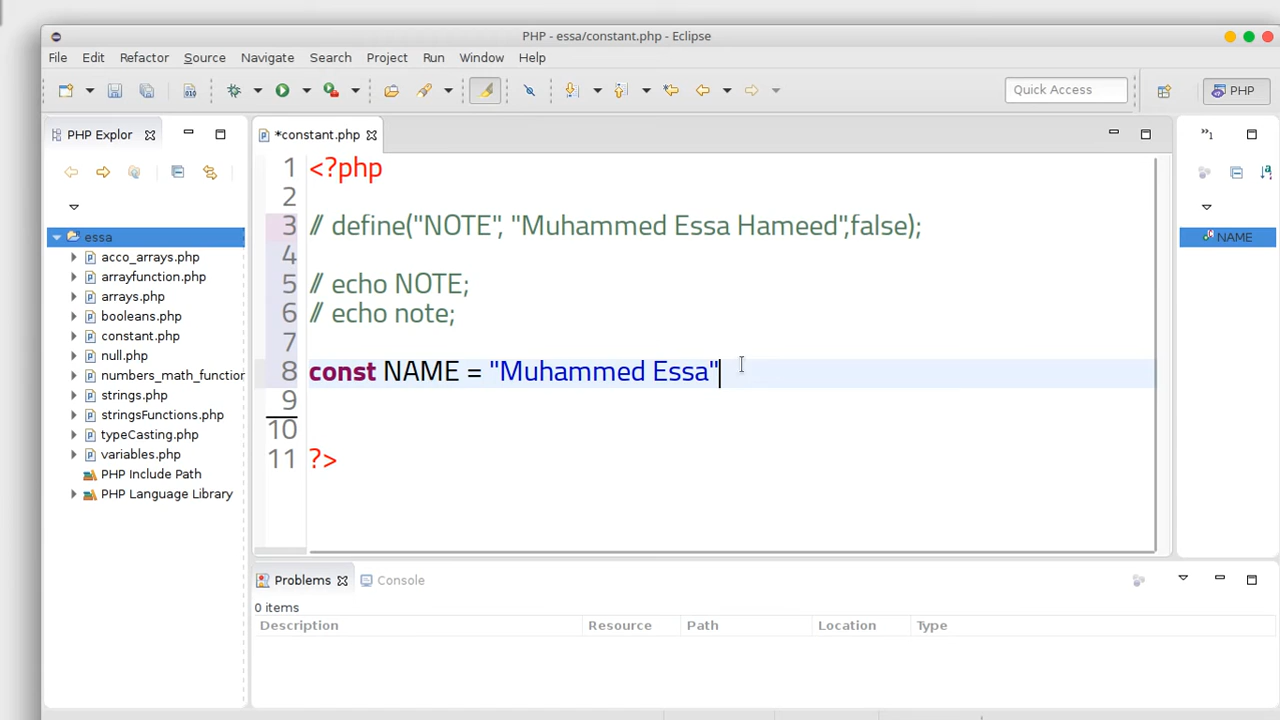 PHP - essa/constant.php - Eclipse
File Edit Refactor Source Navigate Search Project Run Window Help
Quick Access
PHP
PHP Explor
*constant.php
»1
essa
acco_arrays.php
arrayfunction.php
arrays.php
booleans.php
constant.php
null.php
numbers_math_function
strings.php
stringsFunctions.php
typeCasting.php
variables.php
PHP Include Path
PHP Language Library
1 <?php
2
3 // define("NOTE", "Muhammed Essa Hameed",false);
4
5 // echo NOTE;
6 // echo note;
7
8 const NAME = "Muhammed Essa"
9
10
11 ?>
NAME
Problems Console
0 items
Description Resource Path Location Type